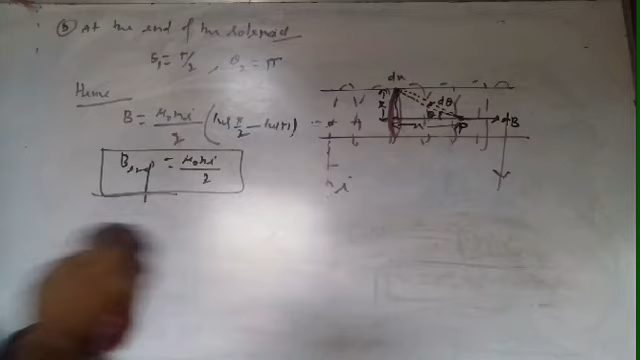 (b) At the end of the solenoid
θ₁ = π/2 , θ₂ = π
Hence
B = μ₀ni/2 (cos π/2 − cos π)
B = μ₀ni/2
dx
dθ
r
x
P
dB
i